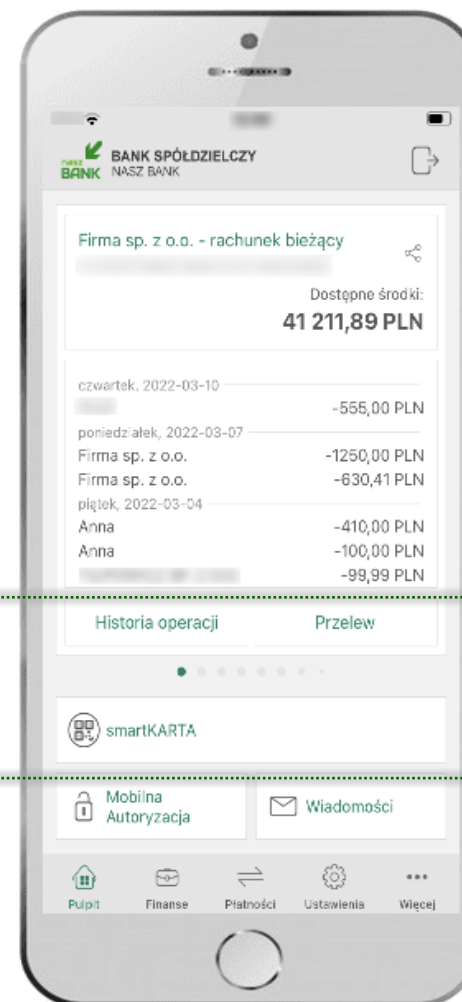 nasz
BANK
BANK SPÓŁDZIELCZY
NASZ BANK
Firma sp. z o.o. - rachunek bieżący
Dostępne środki:
41 211,89 PLN
czwartek, 2022-03-10
-555,00 PLN
poniedziałek, 2022-03-07
Firma sp. z o.o. -1250,00 PLN
Firma sp. z o.o. -630,41 PLN
piątek, 2022-03-04
Anna -410,00 PLN
Anna -100,00 PLN
-99,99 PLN
Historia operacji Przelew
smartKARTA
Mobilna
Autoryzacja
Wiadomości
Pulpit Finanse Płatności Ustawienia Więcej